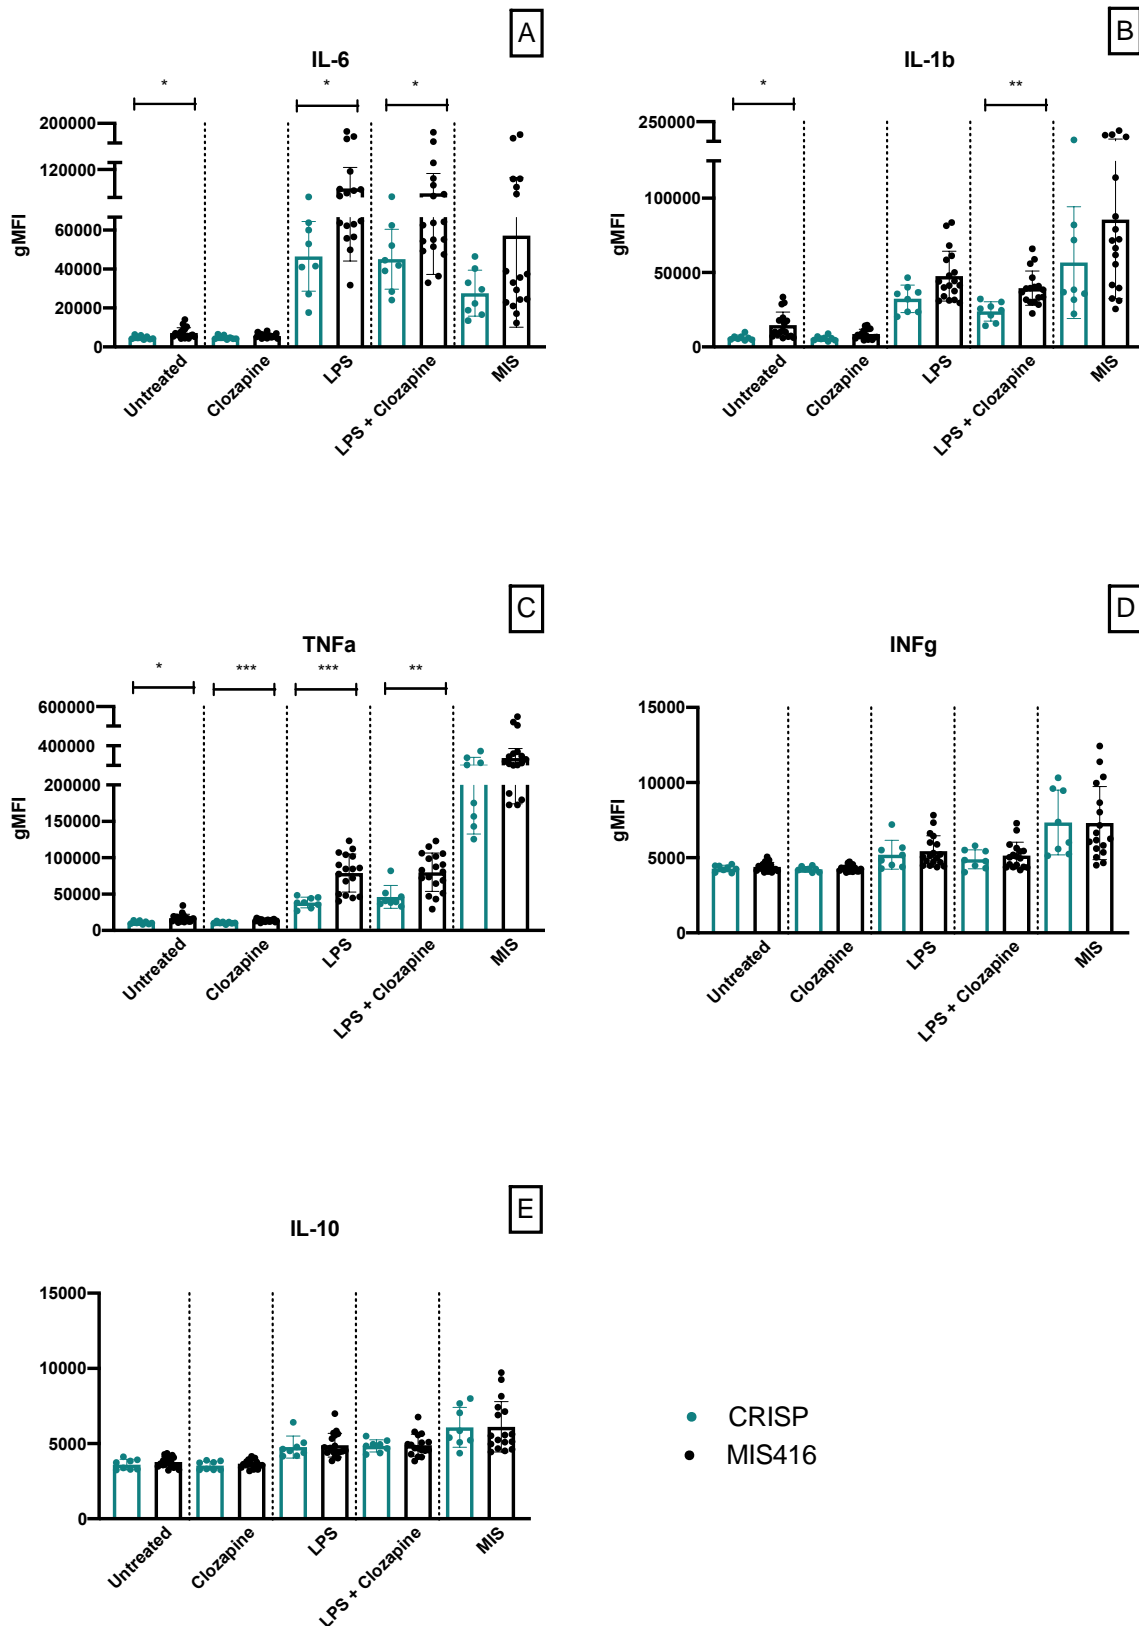 A
IL-6
*
*
*
200000
120000
60000
40000
20000
0
gMFI
Untreated
Clozapine
LPS
LPS + Clozapine
MIS
B
IL-1b
*
**
250000
100000
50000
0
gMFI
Untreated
Clozapine
LPS
LPS + Clozapine
MIS
C
TNFa
*
***
***
**
600000
400000
200000
150000
100000
50000
0
gMFI
Untreated
Clozapine
LPS
LPS + Clozapine
MIS
D
INFg
15000
10000
5000
0
gMFI
Untreated
Clozapine
LPS
LPS + Clozapine
MIS
E
IL-10
15000
10000
5000
0
gMFI
Untreated
Clozapine
LPS
LPS + Clozapine
MIS
CRISP
MIS416